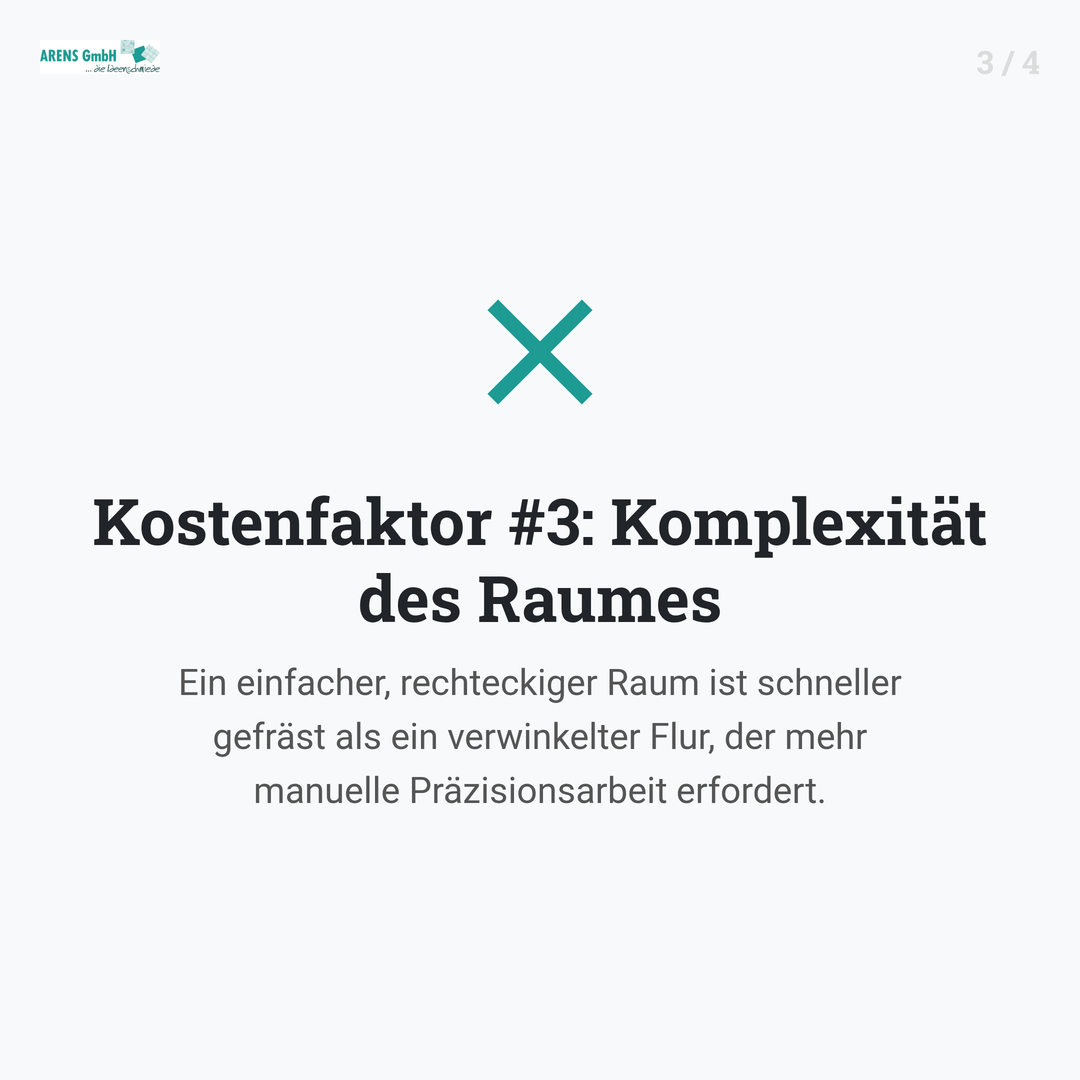 ARENS GmbH
... die Ideenschmiede
3 / 4
Kostenfaktor #3: Komplexität
des Raumes
Ein einfacher, rechteckiger Raum ist schneller
gefräst als ein verwinkelter Flur, der mehr
manuelle Präzisionsarbeit erfordert.